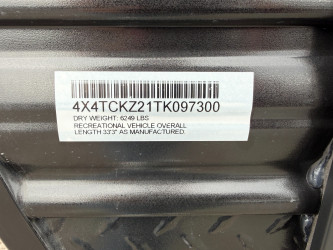 4X4TCKZ21TK097300
DRY WEIGHT: 6249 LBS
RECREATIONAL VEHICLE OVERALL
LENGTH 33'3" AS MANUFACTURED.